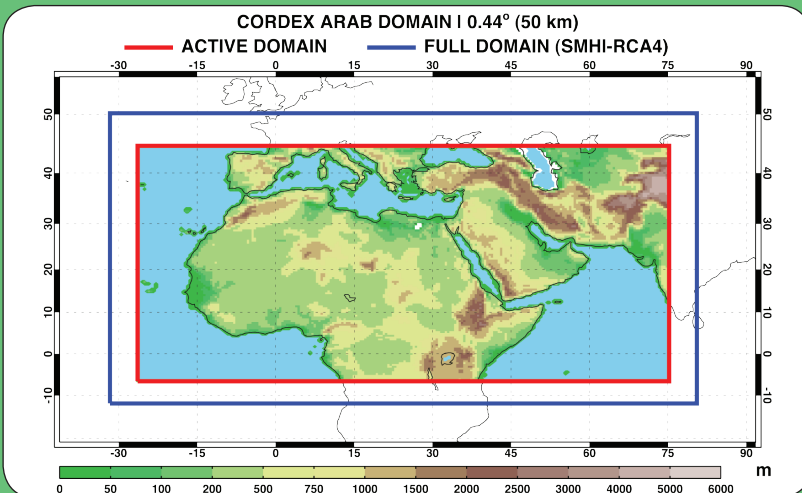 CORDEX ARAB DOMAIN I 0.44° (50 km)
ACTIVE DOMAIN FULL DOMAIN (SMHI-RCA4)
-30 -15 0 15 30 45 60 75 90
50 50
40 40
30 30
20 20
10 10
0 0
-10 -10
-30 -15 0 15 30 45 60 75 90
m
0 50 100 200 500 750 1000 1500 2000 2500 3000 4000 5000 6000